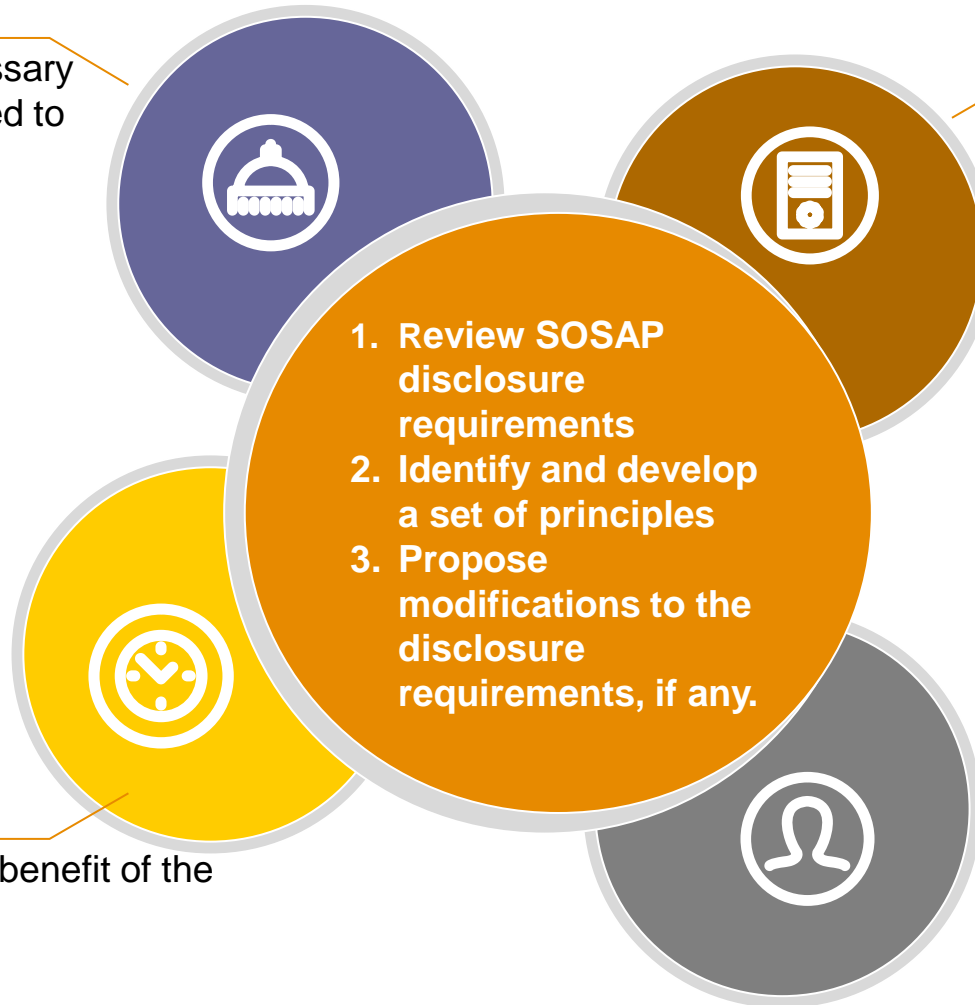 ssary
ed to
1. Review SOSAP
disclosure
requirements
2. Identify and develop
a set of principles
3. Propose
modifications to the
disclosure
requirements, if any.
benefit of the